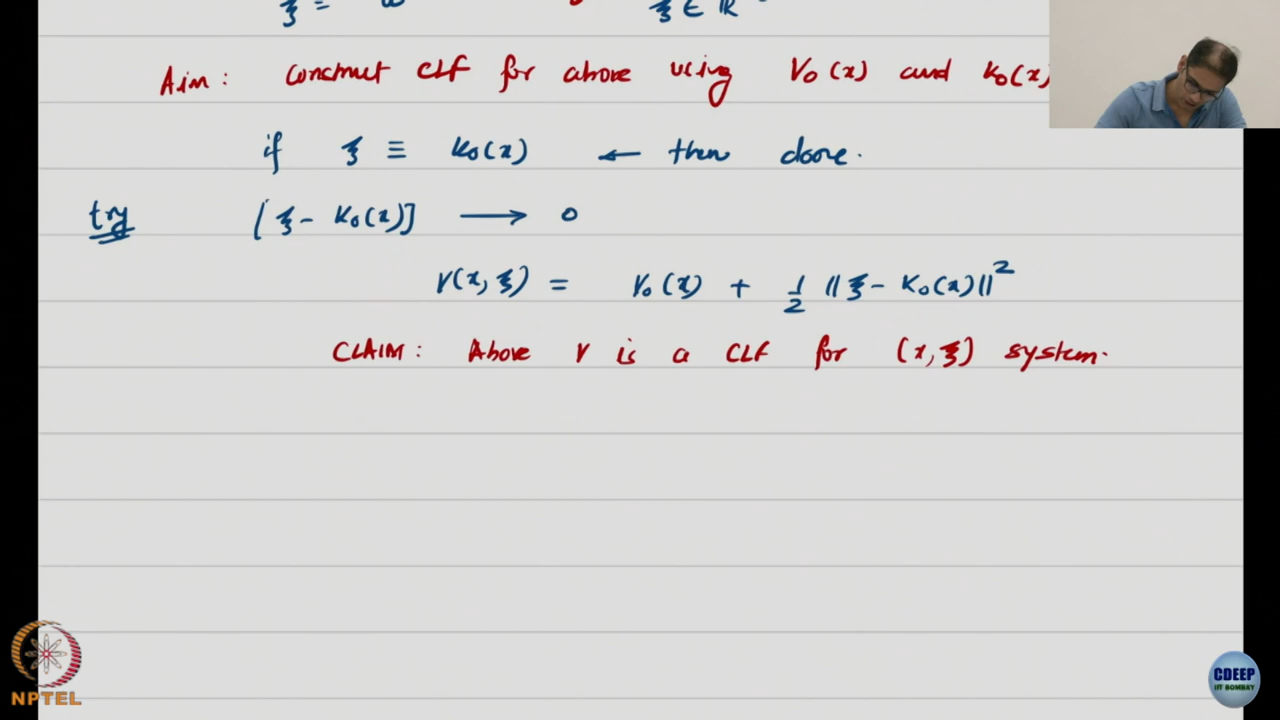 ξ̇ = u ξ ∈ ℝ
Aim: construct CLF for above using V₀(x) and K₀(x)
if ξ ≡ K₀(x) ← then done.
try [ξ - K₀(x)] → 0
V(x, ξ) = V₀(x) + 1/2 ||ξ - K₀(x)||²
CLAIM: Above V is a CLF for (x, ξ) system.
NPTEL
CDEEP
IIT BOMBAY